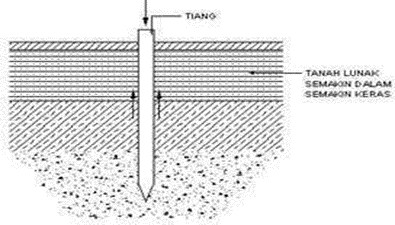 TIANG
TANAH LUNAK
SEMAKIN DALAM
SEMAKIN KERAS